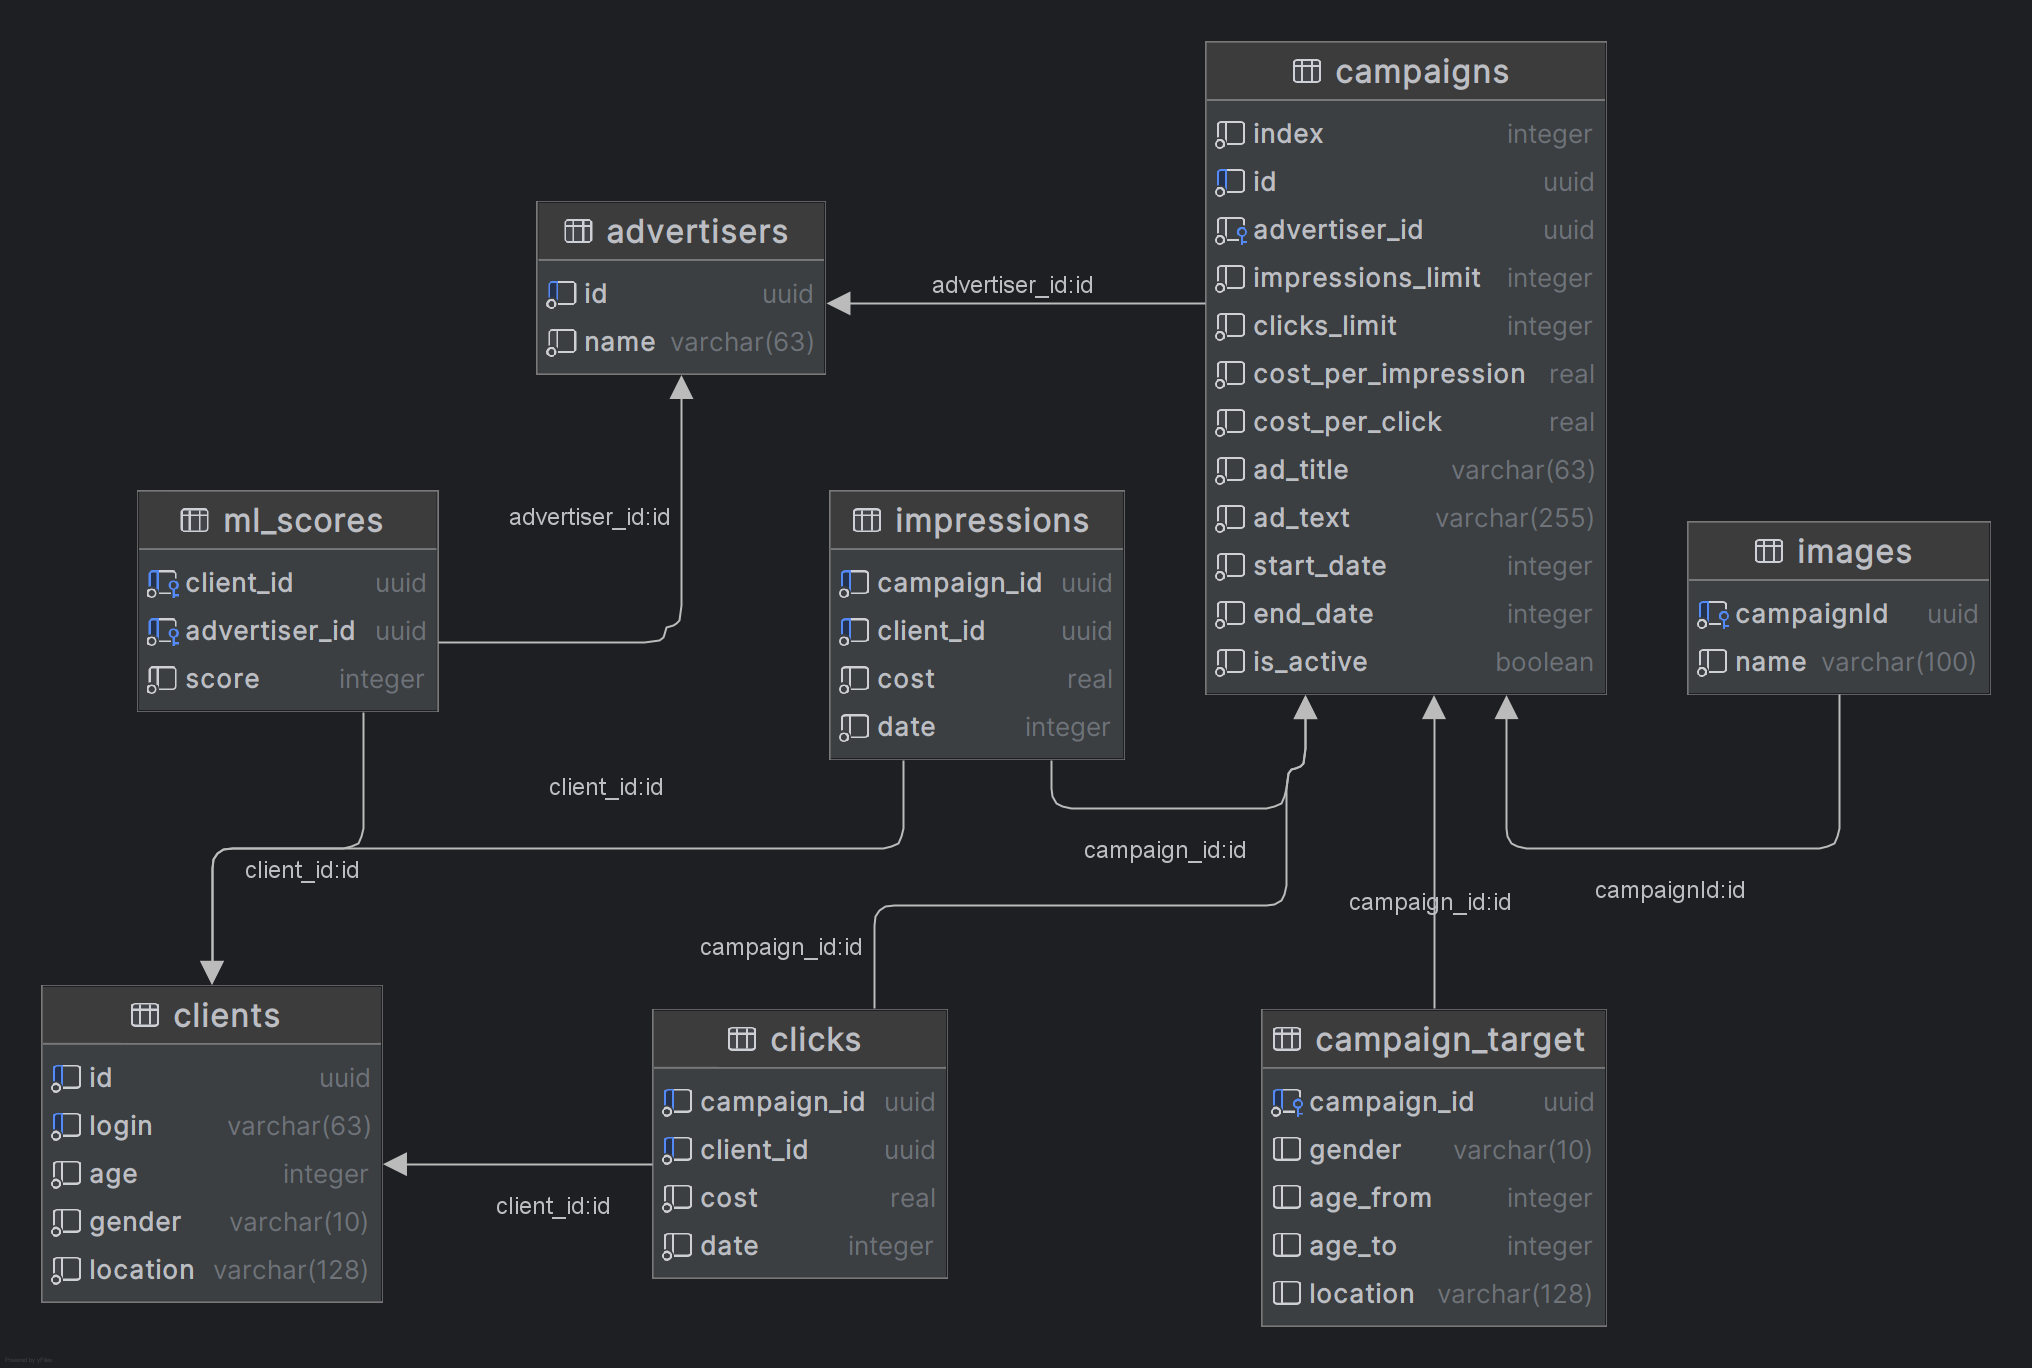 campaigns
index integer
id uuid
advertiser_id uuid
impressions_limit integer
clicks_limit integer
cost_per_impression real
cost_per_click real
ad_title varchar(63)
ad_text varchar(255)
start_date integer
end_date integer
is_active boolean
advertisers
id uuid
name varchar(63)
advertiser_id:id
ml_scores
client_id uuid
advertiser_id uuid
score integer
advertiser_id:id
impressions
campaign_id uuid
client_id uuid
cost real
date integer
images
campaignId uuid
name varchar(100)
client_id:id
client_id:id
campaign_id:id
campaign_id:id
campaign_id:id
campaignId:id
clients
id uuid
login varchar(63)
age integer
gender varchar(10)
location varchar(128)
client_id:id
clicks
campaign_id uuid
client_id uuid
cost real
date integer
campaign_target
campaign_id uuid
gender varchar(10)
age_from integer
age_to integer
location varchar(128)